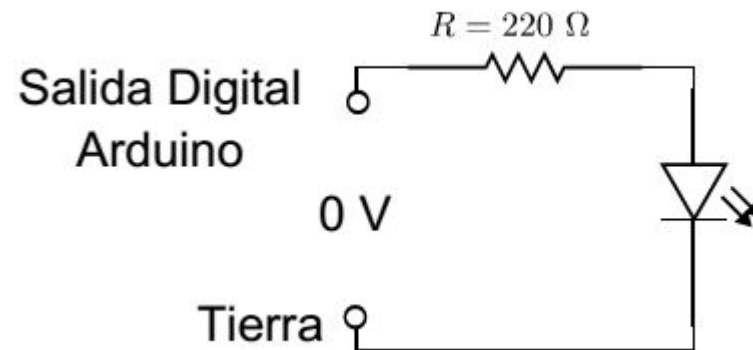 R = 220 Ω
Salida Digital
Arduino
0 V
Tierra